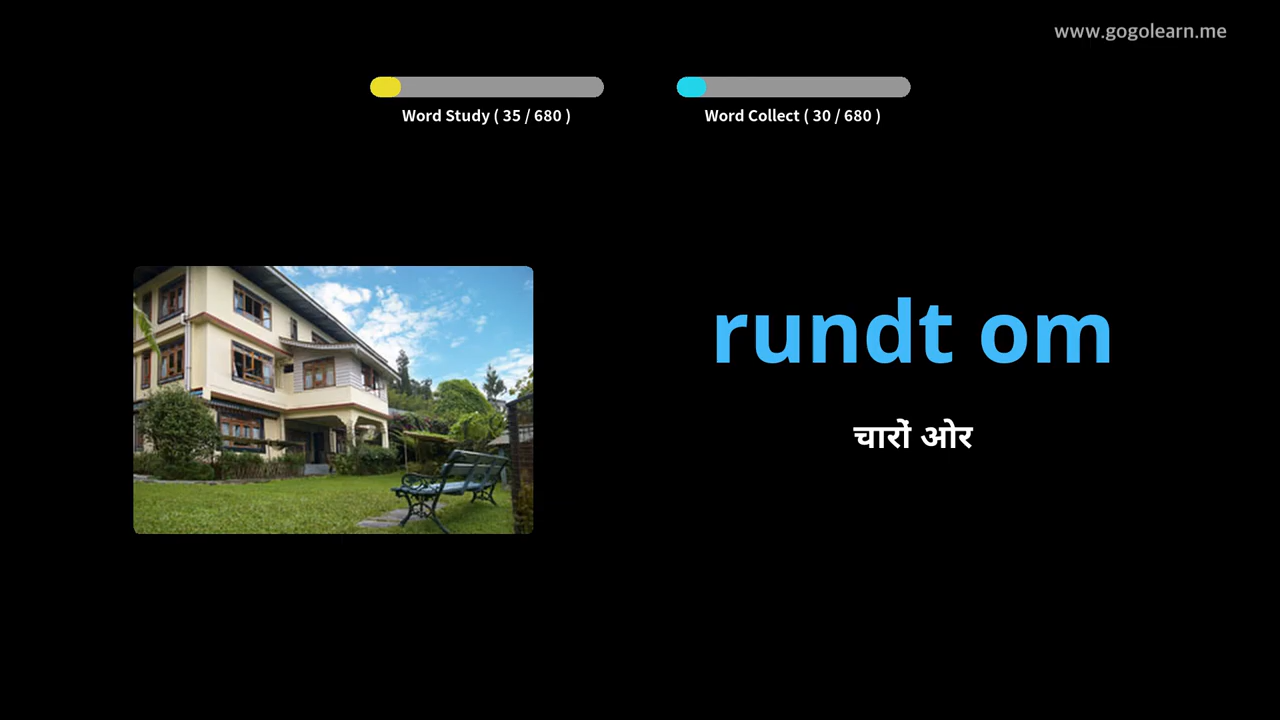 www.gogolearn.me
Word Study ( 35 / 680 )
Word Collect ( 30 / 680 )
rundt om
चारों ओर